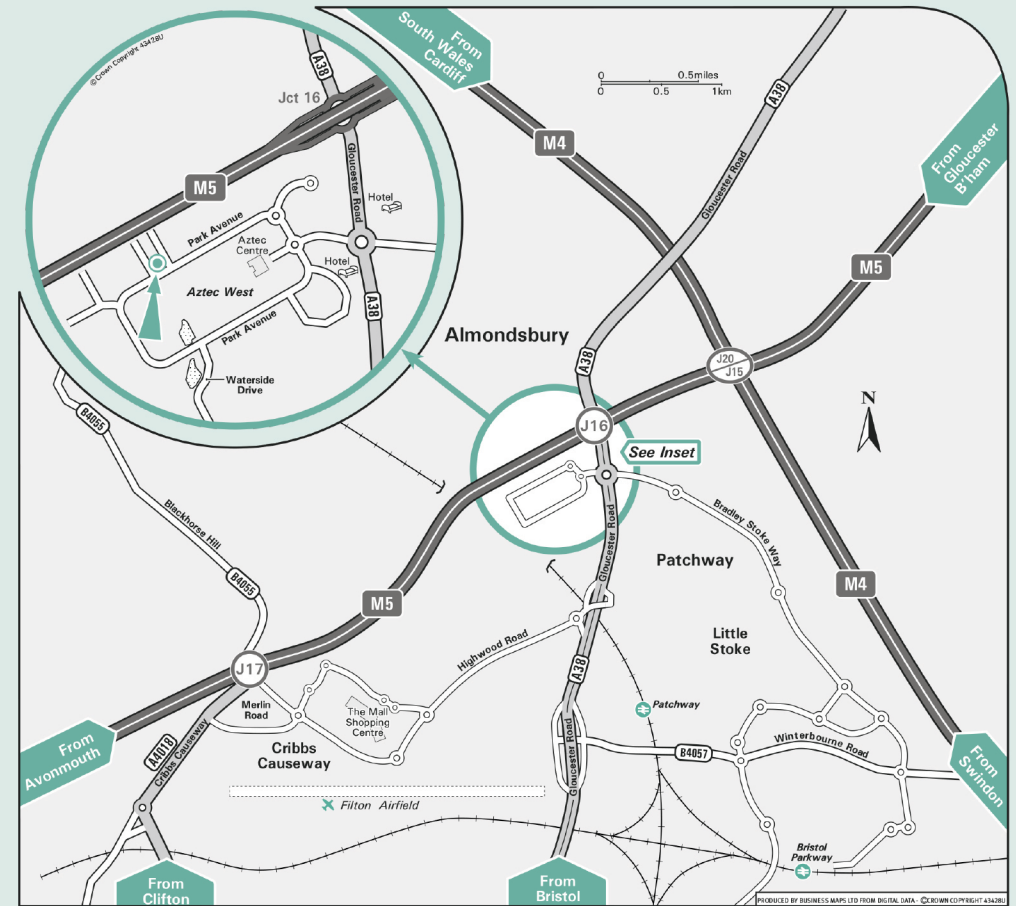 ©Crown Copyright 43428U
A38
Jct 16
M5
Gloucester Road
Hotel
Park Avenue
Aztec
Centre
Hotel
Aztec West
A38
Park Avenue
Waterside
Drive
From
South Wales
Cardiff
0 0.5miles
0 0.5 1km
A38
M4
From
Gloucester
B'ham
Gloucester Road
M5
Almondsbury
A38
J20
J15
N
J16
See Inset
B4055
Blackhorse Hill
Bradley Stoke Way
Gloucester Road
Patchway
B4055
M5
M4
Highwood Road
Little
Stoke
J17
A38
Merlin
Road
The Mall
Shopping
Centre
Patchway
From
Avonmouth
A4018
Cribbs Causeway
Cribbs
Causeway
Gloucester Road
B4057
Winterbourne Road
From
Swindon
Filton Airfield
Bristol
Parkway
From
Clifton
From
Bristol
PRODUCED BY BUSINESS MAPS LTD FROM DIGITAL DATA - ©CROWN COPYRIGHT 43428U